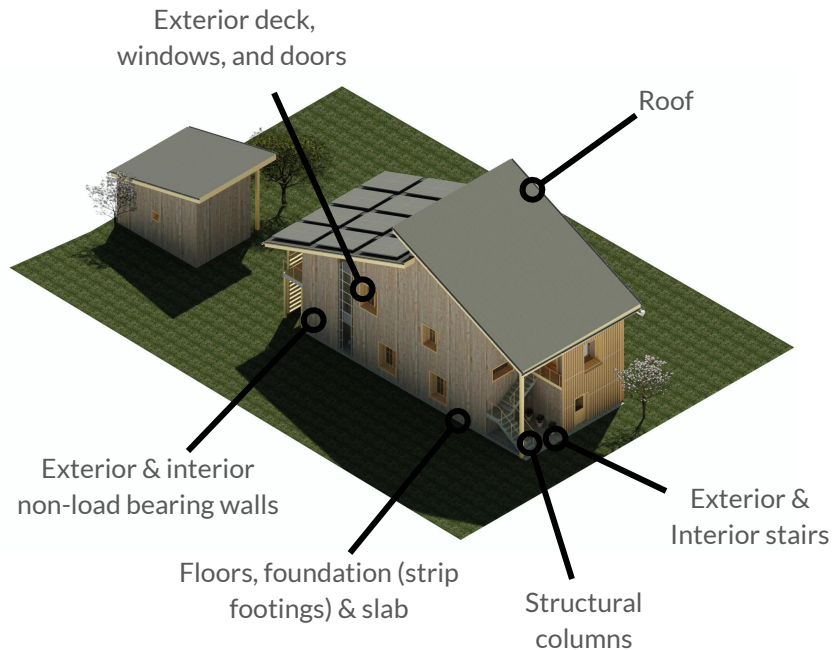 Exterior deck,
windows, and doors
Roof
Exterior & interior
non-load bearing walls
Exterior &
Interior stairs
Floors, foundation (strip
footings) & slab
Structural
columns